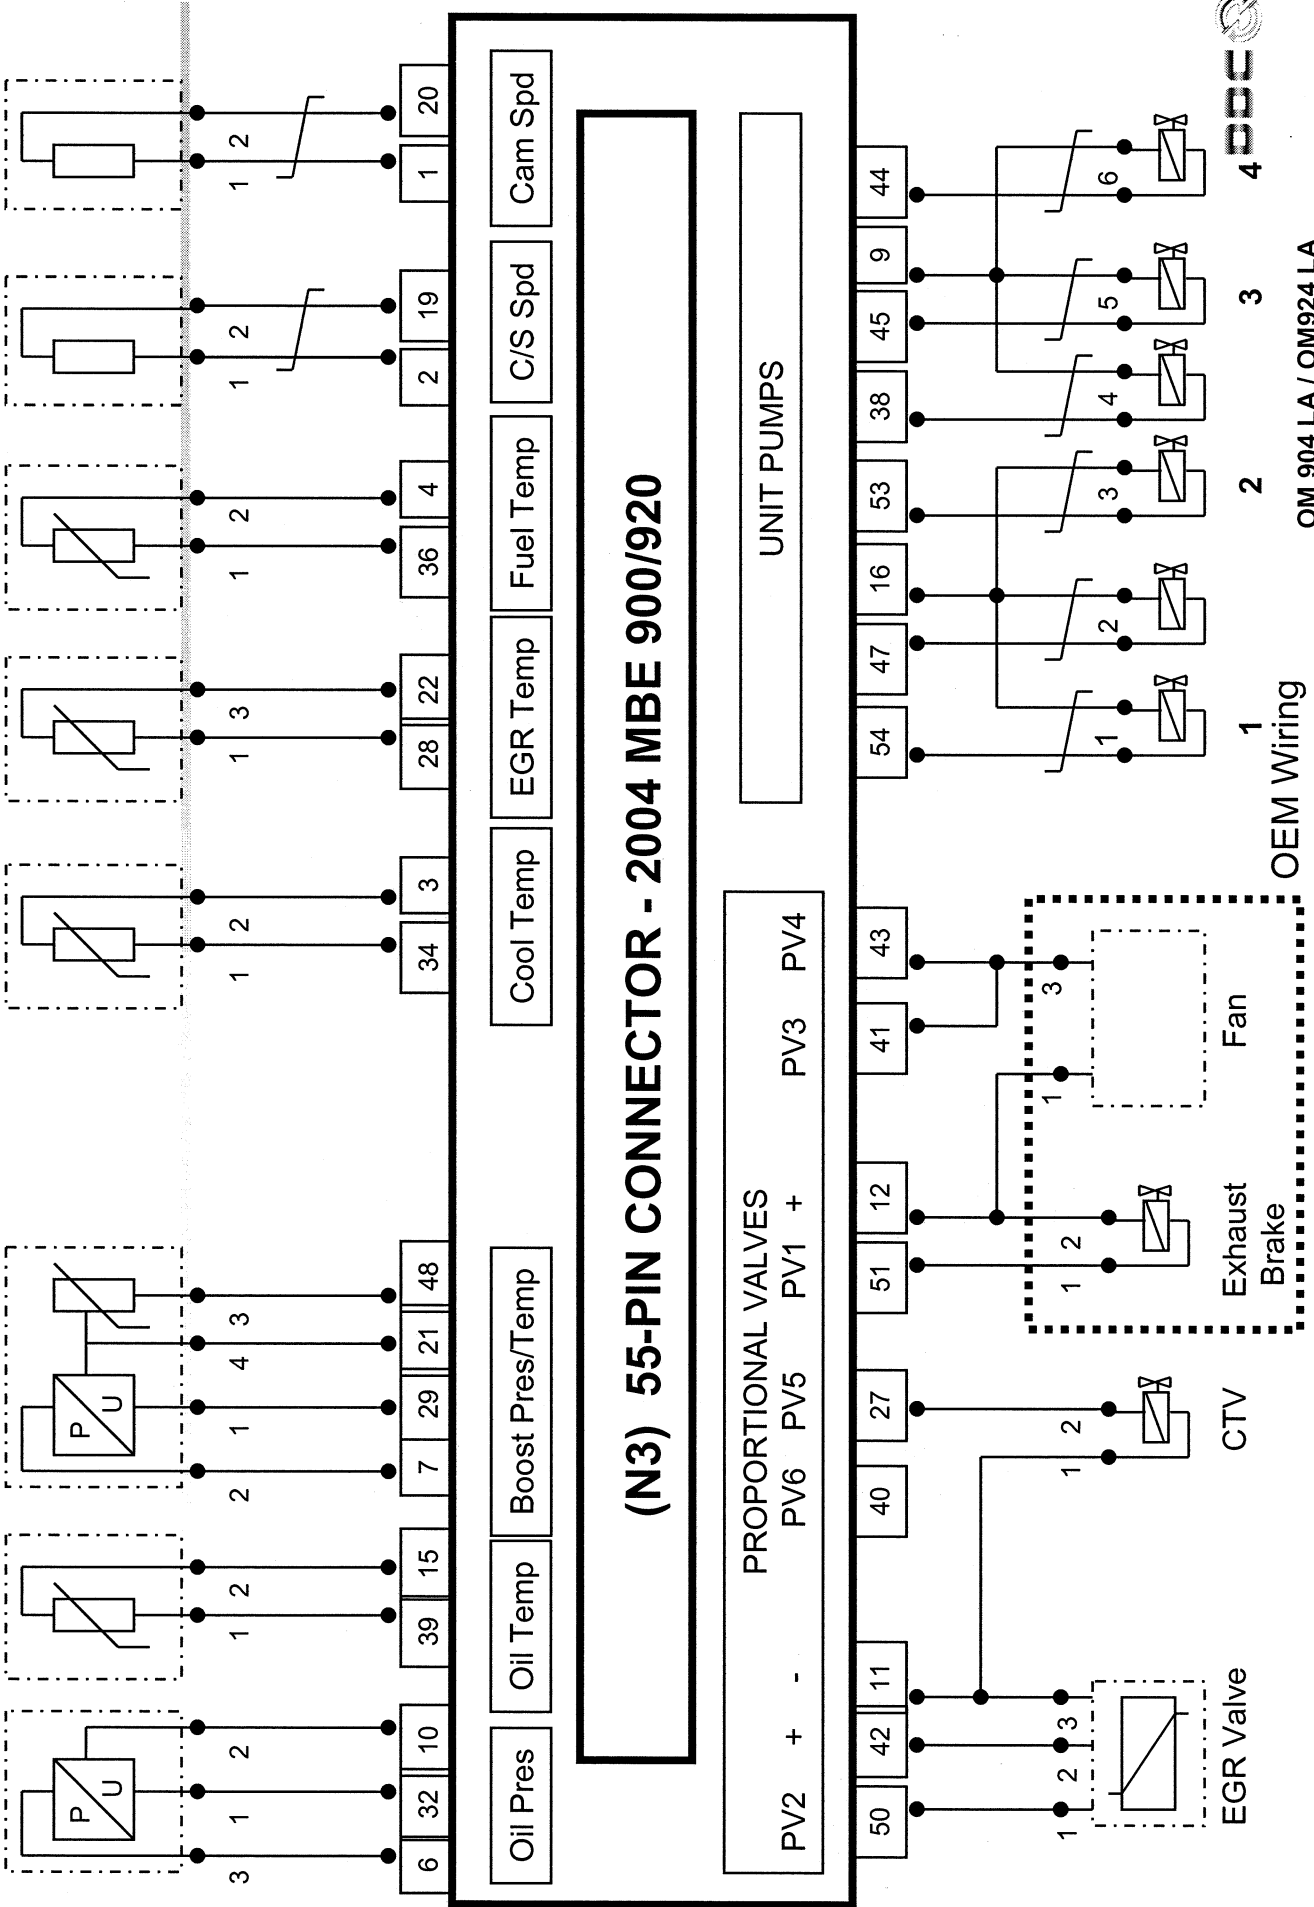 P P
U U
3 1 2 1 2 2 1 4 3 1 2 1 3 1 2 1 2 1 2
6 32 10 39 15 7 29 21 48 34 3 28 22 36 4 2 19 1 20
Oil Pres Oil Temp Boost Pres/Temp Cool Temp EGR Temp Fuel Temp C/S Spd Cam Spd
(N3) 55-PIN CONNECTOR - 2004 MBE 900/920
PROPORTIONAL VALVES UNIT PUMPS
PV2 + - PV6 PV5 PV1 + PV3 PV4
50 42 11 40 27 51 12 41 43 54 47 16 53 38 45 9 44
1 2 3 1 2 1 2 1 3 1 2 3 4 5 6
EGR Valve CTV Exhaust Fan
Brake
1 2 3 4
OEM Wiring
OM 904 LA / OM924 LA